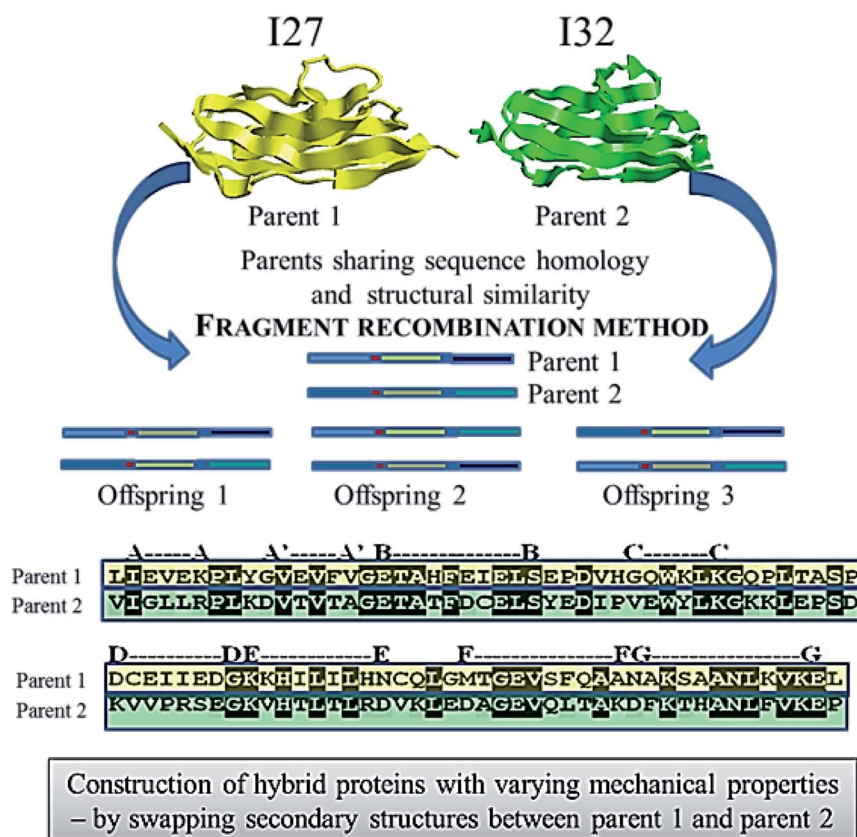 I27
I32
Parent 1
Parent 2
Parents sharing sequence homology
and structural similarity
FRAGMENT RECOMBINATION METHOD
Parent 1
Parent 2
Offspring 1
Offspring 2
Offspring 3
A-----A A'-----A' B-------------B C-------C
Parent 1 LIEVEKPLYGVEVFVGETAHFEIELSEPDVHGQWKLKGQPLTASP
Parent 2 VIGLLRPLKDVTVTAGETATFDCELSYEDIPVEWYLKGKKLEPSD
D----------DE----------E F-------------FG--------------G
Parent 1 DCEIIEDGKKHILILHNCQLGMTGEVSFQAANAKSAANLKVKEL
Parent 2 KVVPRSEGKVHTLTLRDVKLEDAGEVQLTAKDFKTHANLFVKEP
Construction of hybrid proteins with varying mechanical properties
– by swapping secondary structures between parent 1 and parent 2